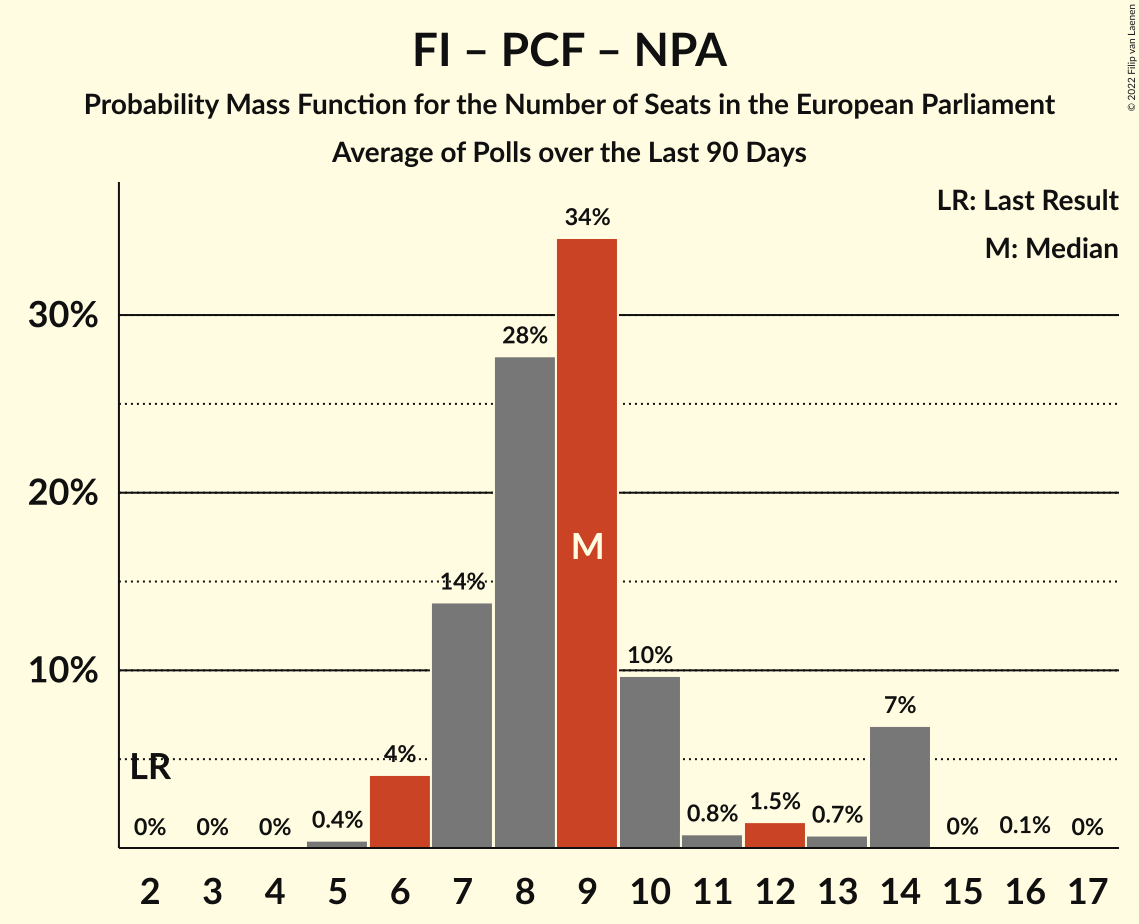 FI – PCF – NPA
Probability Mass Function for the Number of Seats in the European Parliament
Average of Polls over the Last 90 Days
© 2022 Filip van Laenen
LR: Last Result
M: Median
34%
30%
28%
20%
M
14%
10%
10%
7%
4%
LR
0%
0%
0%
0.4%
0.8%
1.5%
0.7%
0%
0.1%
0%
2 3 4 5 6 7 8 9 10 11 12 13 14 15 16 17